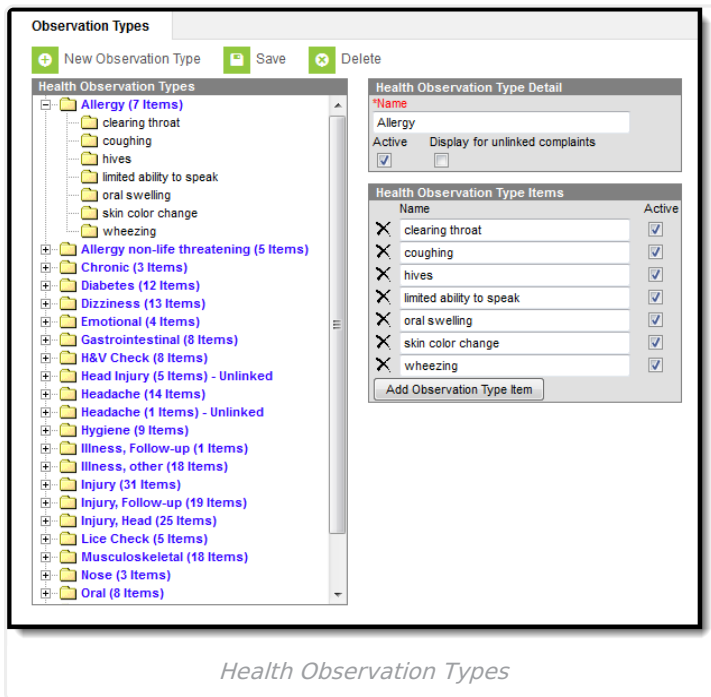 Observation Types
New Observation Type Save Delete
Health Observation Types
Allergy (7 Items)
clearing throat
coughing
hives
limited ability to speak
oral swelling
skin color change
wheezing
Allergy non-life threatening (5 Items)
Chronic (3 Items)
Diabetes (12 Items)
Dizziness (13 Items)
Emotional (4 Items)
Gastrointestinal (8 Items)
H&V Check (8 Items)
Head Injury (5 Items) - Unlinked
Headache (14 Items)
Headache (1 Items) - Unlinked
Hygiene (9 Items)
Illness, Follow-up (1 Items)
Illness, other (18 Items)
Injury (31 Items)
Injury, Follow-up (19 Items)
Injury, Head (25 Items)
Lice Check (5 Items)
Musculoskeletal (18 Items)
Nose (3 Items)
Oral (8 Items)
Health Observation Type Detail
*Name
Allergy
Active Display for unlinked complaints
Health Observation Type Items
Name Active
clearing throat
coughing
hives
limited ability to speak
oral swelling
skin color change
wheezing
Add Observation Type Item
Health Observation Types